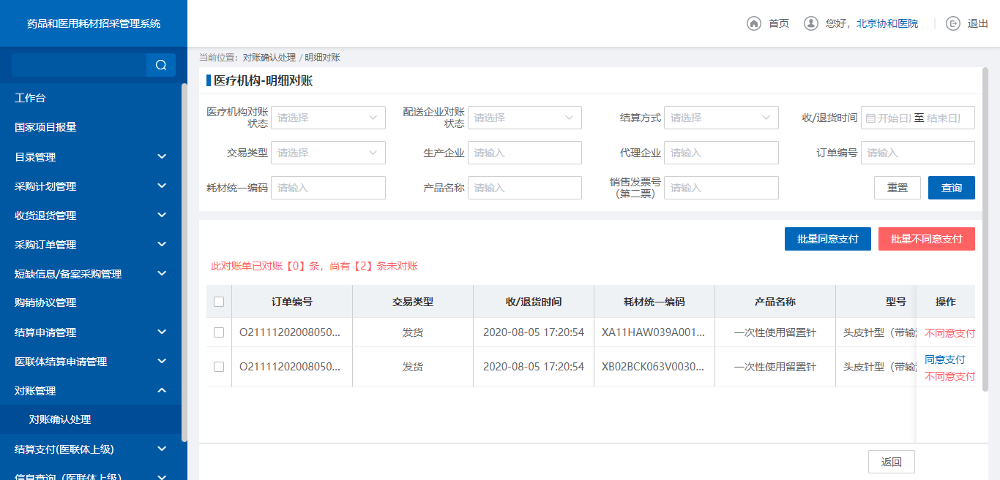 药品和医用耗材招采管理系统
首页
您好，北京协和医院
退出
工作台
国家项目报量
目录管理
采购计划管理
收货退货管理
采购订单管理
短缺信息/备案采购管理
购销协议管理
结算申请管理
医联体结算申请管理
对账管理
对账确认处理
结算支付(医联体上级)
信息查询（医联体上级）
当前位置：对账确认处理 / 明细对账
医疗机构-明细对账
医疗机构对账
状态
请选择
配送企业对账
状态
请选择
结算方式
请选择
收/退货时间
开始日 至 结束日
交易类型
请选择
生产企业
请输入
代理企业
请输入
订单编号
请输入
耗材统一编码
请输入
产品名称
请输入
销售发票号
（第二票）
请输入
重置
查询
批量同意支付
批量不同意支付
此对账单已对账【0】条，尚有【2】条未对账
订单编号 交易类型 收/退货时间 耗材统一编码 产品名称 型号 操作
O21111202008050... 发货 2020-08-05 17:20:54 XA11HAW039A001... 一次性使用留置针 头皮针型（带输 不同意支付
O21111202008050... 发货 2020-08-05 17:20:54 XB02BCK063V0030... 一次性使用留置针 头皮针型（带输 同意支付
不同意支付
返回